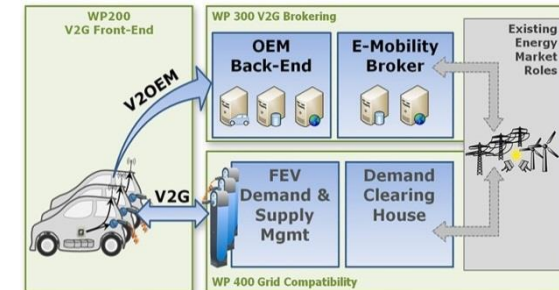 WP200
V2G Front-End
WP 300 V2G Brokering
OEM
Back-End
E-Mobility
Broker
Existing
Energy
Market
Roles
V2OEM
V2G
FEV
Demand &
Supply
Mgmt
Demand
Clearing
House
WP 400 Grid Compatibility